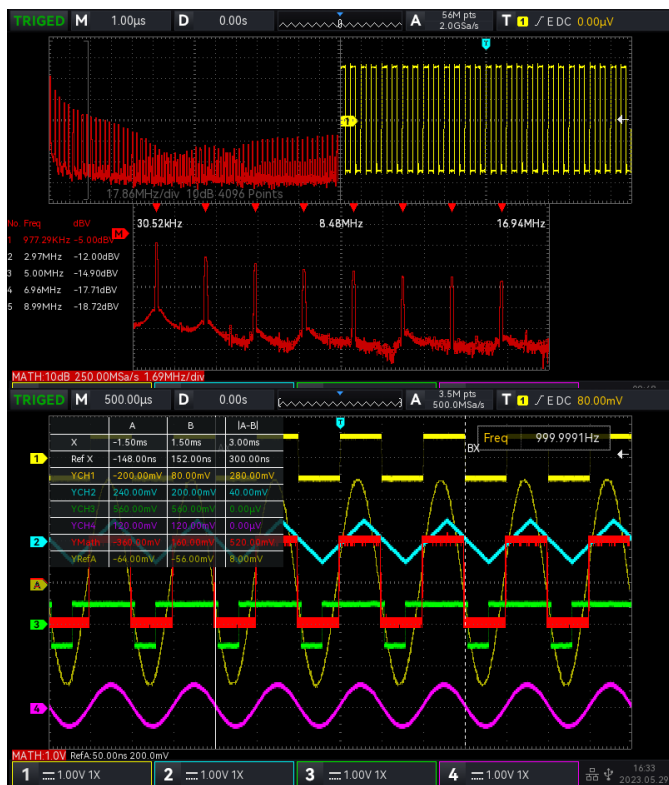 TRIGED M 1.00μs D 0.00s A 56M pts 2.0GSa/s T 1 E DC 0.00μV
T
1
17.86MHz/div 10dB 4096 Points
No. Freq dBV
1 977.29KHz -5.00dBV
2 2.97MHz -12.00dBV
3 5.00MHz -14.90dBV
4 6.96MHz -17.71dBV
5 8.99MHz -18.72dBV
M
30.52kHz 8.48MHz 16.94MHz
MATH:10dB 250.00MSa/s 1.69MHz/div
TRIGED M 500.00μs D 0.00s A 3.5M pts 500.0MSa/s T 1 E DC 80.00mV
T
A B |A-B|
X -1.50ms 1.50ms 3.00ms
Ref X -148.00ns 152.00ns 300.00ns
YCH1 -200.00mV 80.00mV 280.00mV
YCH2 240.00mV 200.00mV 40.00mV
YCH3 560.00mV 560.00mV 0.00μV
YCH4 120.00mV 120.00mV 0.00μV
YMath -360.00mV 160.00mV 520.00mV
YRefA -64.00mV -56.00mV 8.00mV
BX
Freq 999.9991Hz
1
2
A
3
4
MATH:1.0V RefA:50.00ns 200.0mV
1 1.00V 1X 2 1.00V 1X 3 1.00V 1X 4 1.00V 1X
16:33
2023.05.29